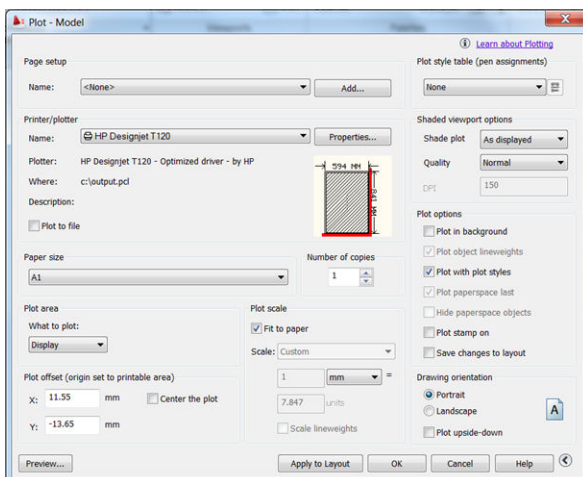 Plot - Model
Learn about Plotting
Page setup
Name: <None> Add...
Plot style table (pen assignments)
None
Printer/plotter
Name: HP Designjet T120 Properties...
Plotter: HP Designjet T120 - Optimized driver - by HP
Where: c:\output.pcl
Description:
Plot to file
594 MM
841 MM
Shaded viewport options
Shade plot As displayed
Quality Normal
DPI 150
Paper size
A1
Number of copies
1
Plot options
Plot in background
Plot object lineweights
Plot with plot styles
Plot paperspace last
Hide paperspace objects
Plot stamp on
Save changes to layout
Plot area
What to plot:
Display
Plot scale
Fit to paper
Scale: Custom
1 mm =
7.847 units
Scale lineweights
Plot offset (origin set to printable area)
X: 11.55 mm Center the plot
Y: -13.65 mm
Drawing orientation
Portrait
Landscape
Plot upside-down
A
Preview... Apply to Layout OK Cancel Help